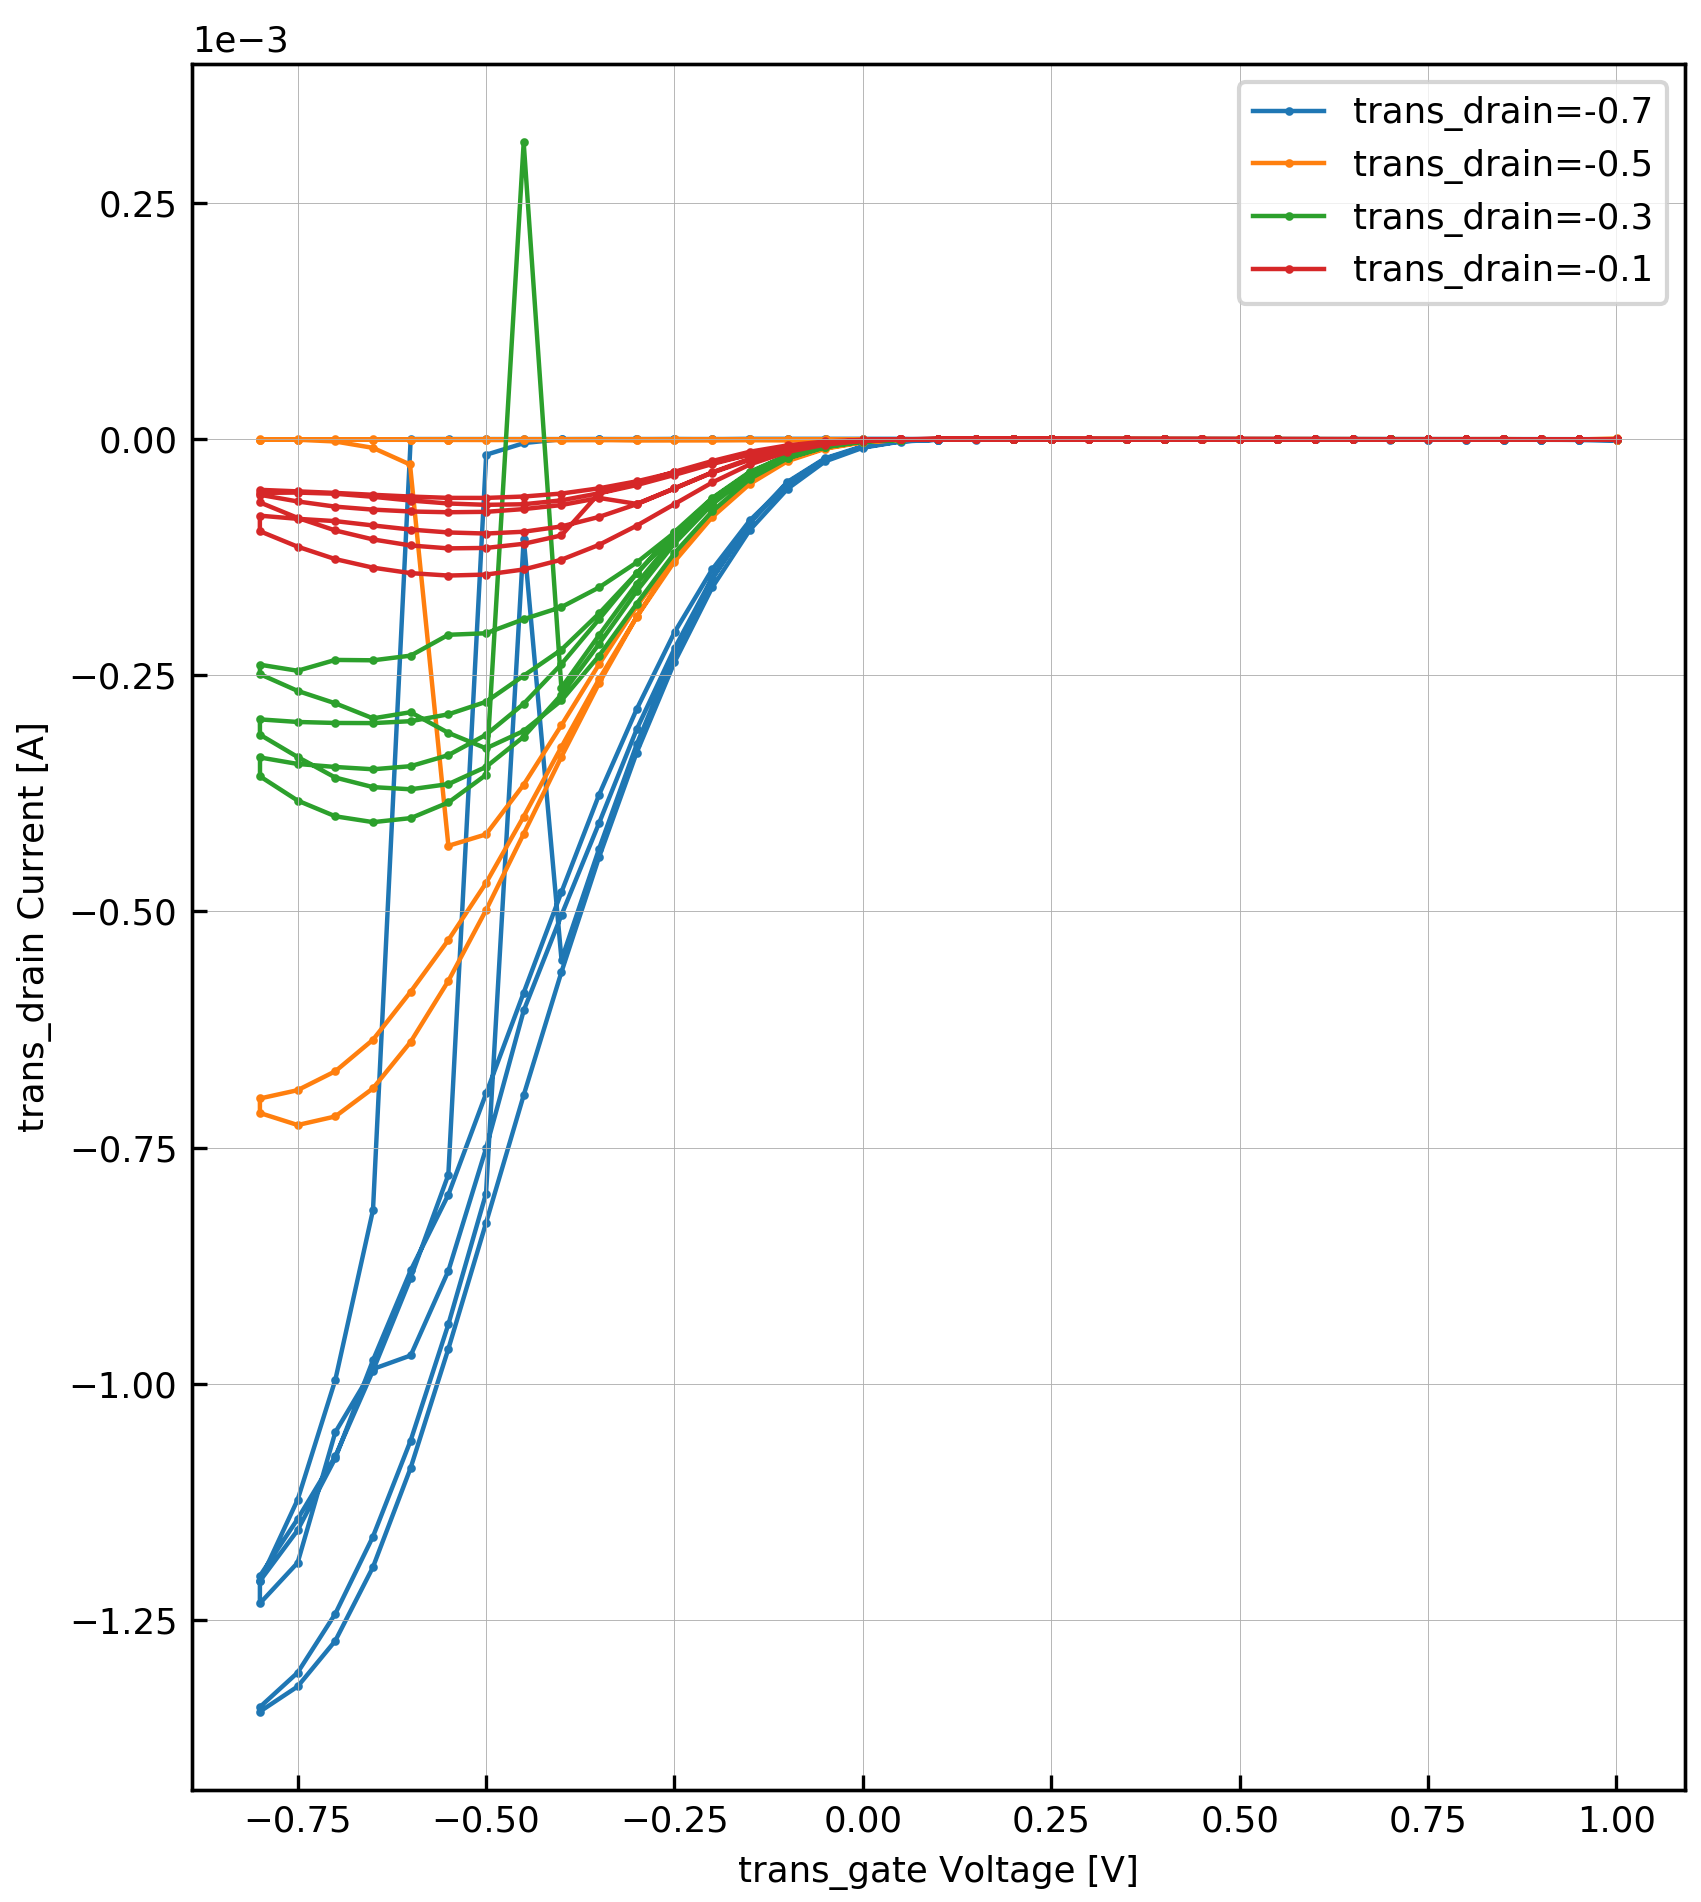 1e−3
trans_drain=-0.7
trans_drain=-0.5
trans_drain=-0.3
trans_drain=-0.1
0.25
0.00
−0.25
−0.50
−0.75
−1.00
−1.25
trans_drain Current [A]
−0.75 −0.50 −0.25 0.00 0.25 0.50 0.75 1.00
trans_gate Voltage [V]